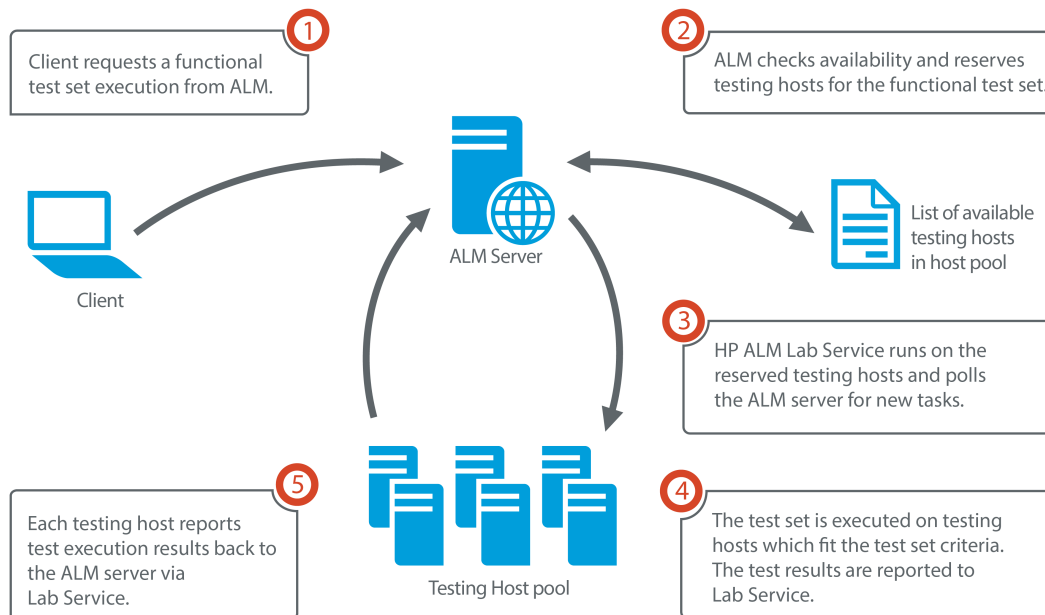 1
Client requests a functional
test set execution from ALM.
2
ALM checks availability and reserves
testing hosts for the functional test set.
Client
ALM Server
List of available
testing hosts
in host pool
3
HP ALM Lab Service runs on the
reserved testing hosts and polls
the ALM server for new tasks.
4
The test set is executed on testing
hosts which fit the test set criteria.
The test results are reported to
Lab Service.
5
Each testing host reports
test execution results back to
the ALM server via
Lab Service.
Testing Host pool